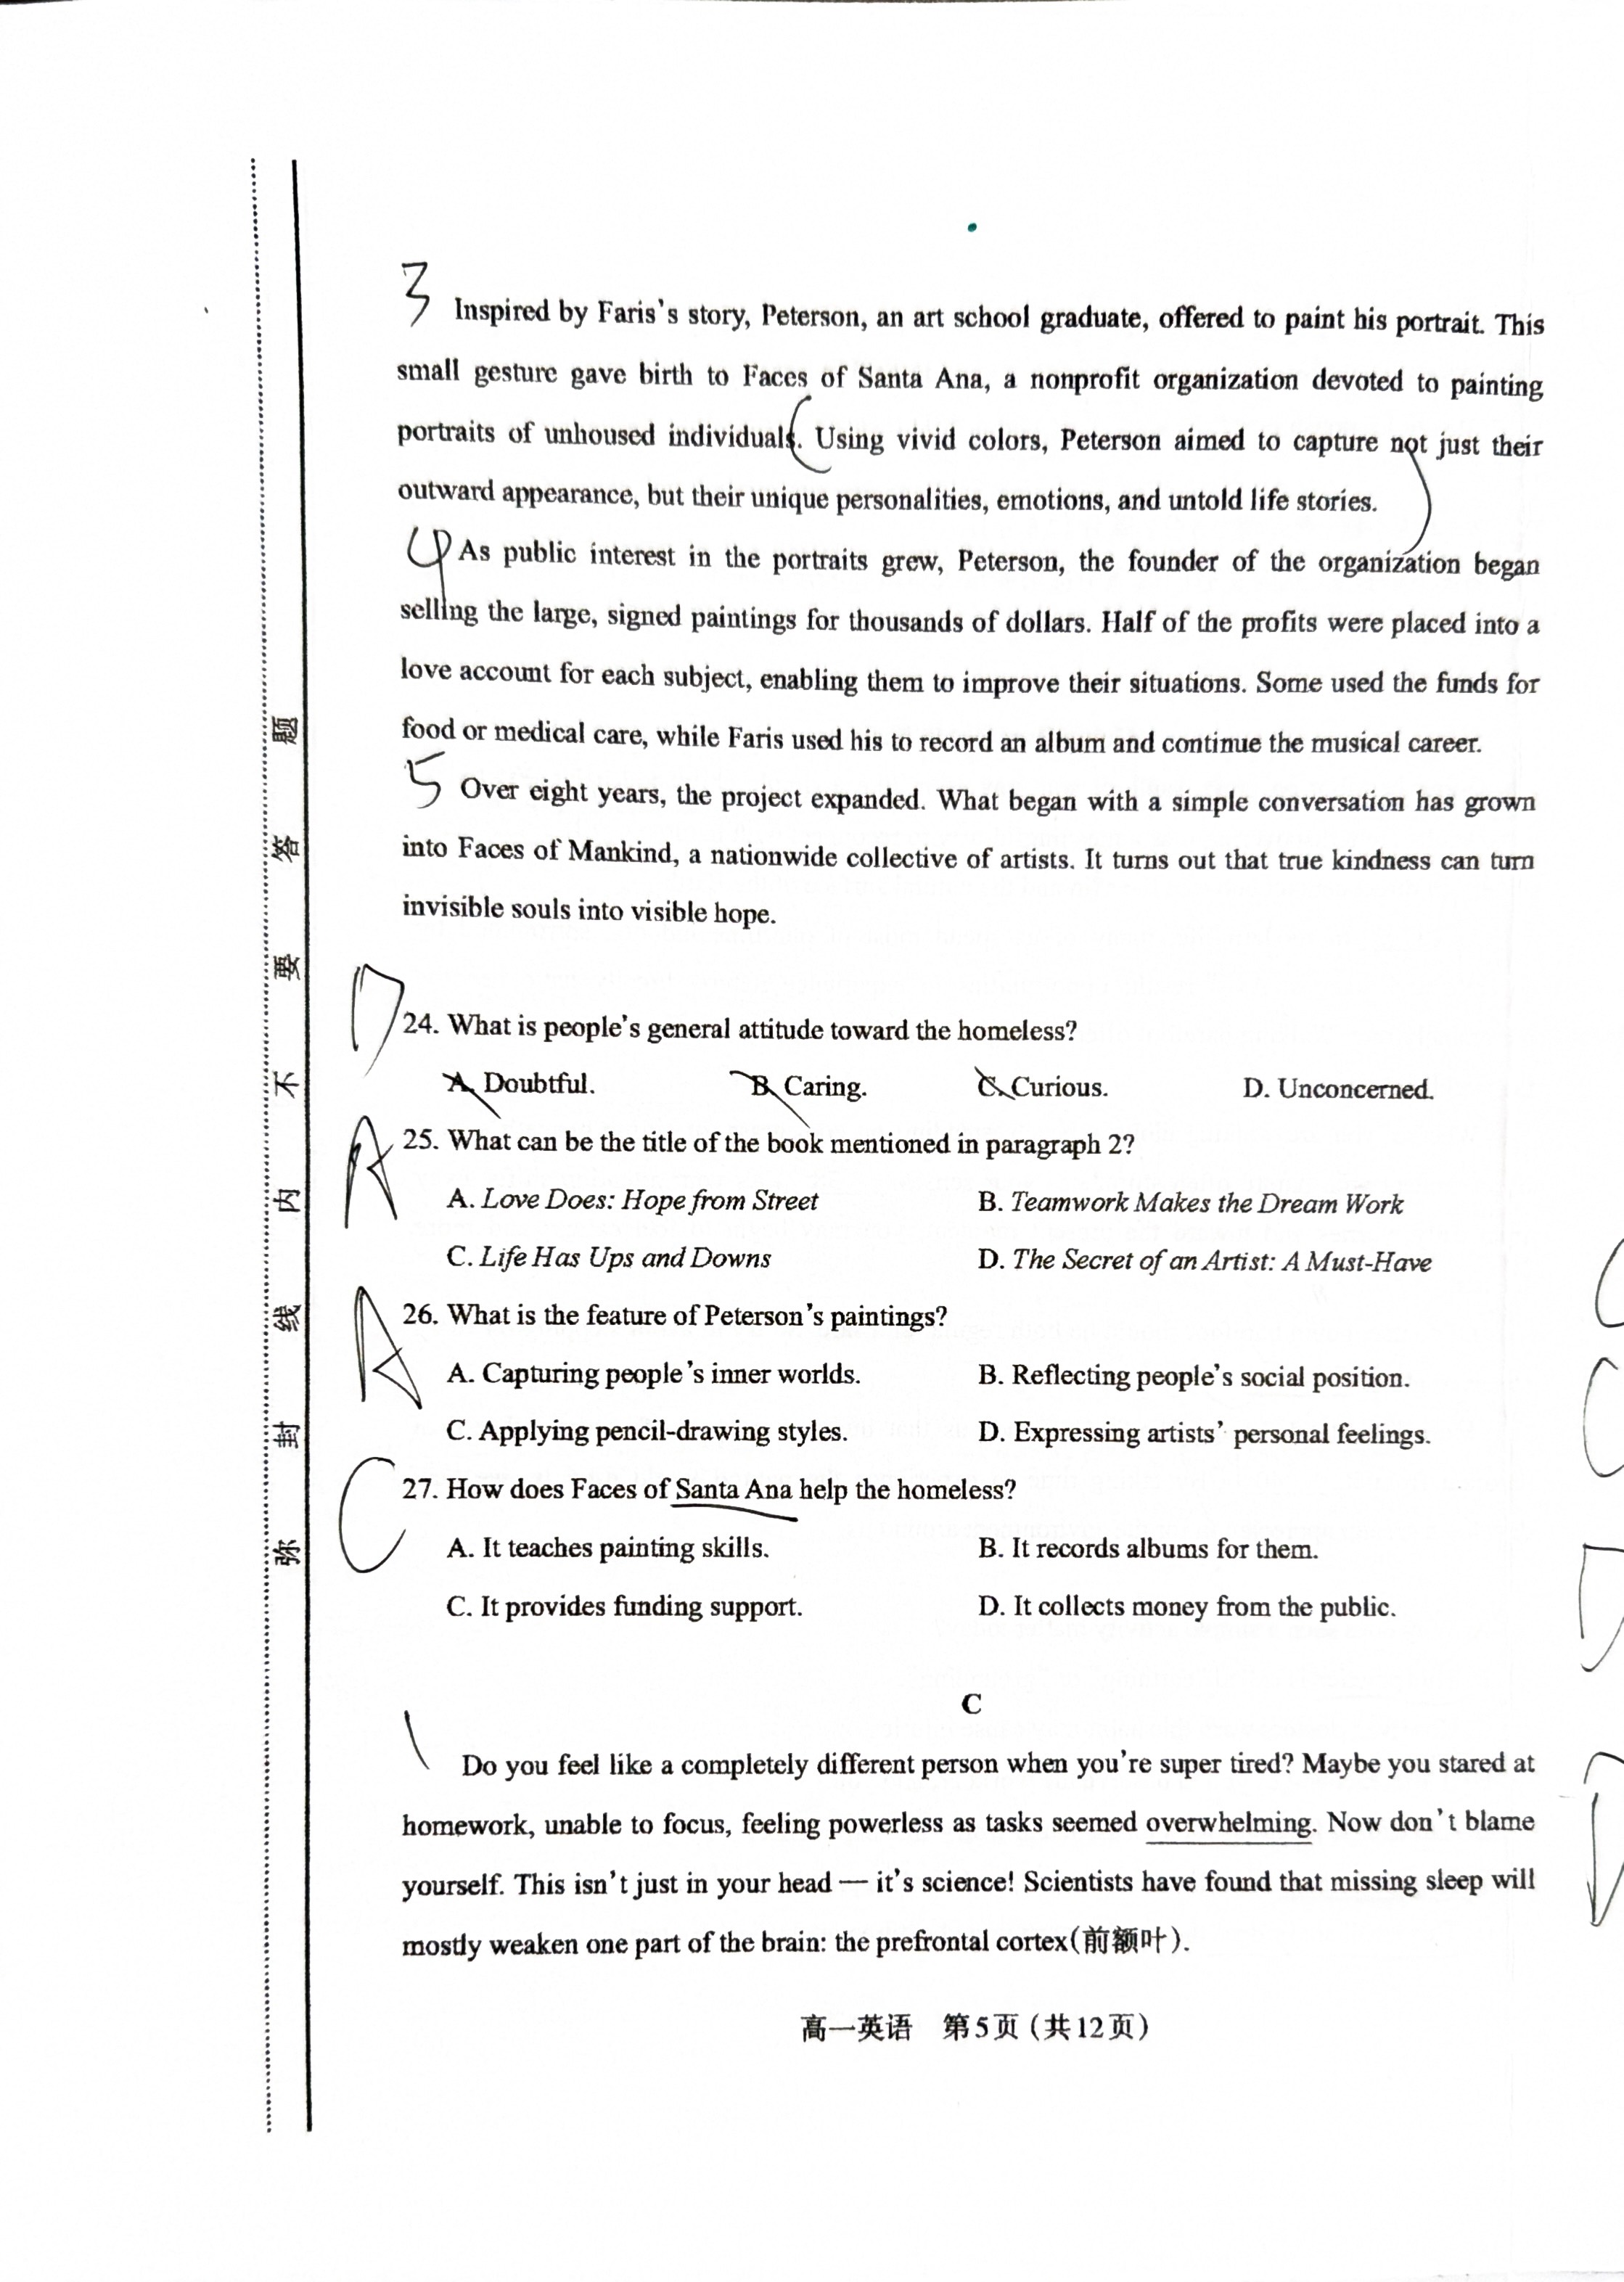 3 Inspired by Faris's story, Peterson, an art school graduate, offered to paint his portrait. This
small gesture gave birth to Faces of Santa Ana, a nonprofit organization devoted to painting
portraits of unhoused individuals. Using vivid colors, Peterson aimed to capture not just their
outward appearance, but their unique personalities, emotions, and untold life stories.
4 As public interest in the portraits grew, Peterson, the founder of the organization began
selling the large, signed paintings for thousands of dollars. Half of the profits were placed into a
love account for each subject, enabling them to improve their situations. Some used the funds for
food or medical care, while Faris used his to record an album and continue the musical career.
5 Over eight years, the project expanded. What began with a simple conversation has grown
into Faces of Mankind, a nationwide collective of artists. It turns out that true kindness can turn
invisible souls into visible hope.
D 24. What is people's general attitude toward the homeless?
A. Doubtful. B. Caring. C. Curious. D. Unconcerned.
A 25. What can be the title of the book mentioned in paragraph 2?
A. Love Does: Hope from Street B. Teamwork Makes the Dream Work
C. Life Has Ups and Downs D. The Secret of an Artist: A Must-Have
A 26. What is the feature of Peterson's paintings?
A. Capturing people's inner worlds. B. Reflecting people's social position.
C. Applying pencil-drawing styles. D. Expressing artists' personal feelings.
C 27. How does Faces of Santa Ana help the homeless?
A. It teaches painting skills. B. It records albums for them.
C. It provides funding support. D. It collects money from the public.
C
1 Do you feel like a completely different person when you're super tired? Maybe you stared at
homework, unable to focus, feeling powerless as tasks seemed overwhelming. Now don't blame
yourself. This isn't just in your head — it's science! Scientists have found that missing sleep will
mostly weaken one part of the brain: the prefrontal cortex(前额叶).
高一英语 第5页 (共12页)
弥 封 线 内 不 要 答 题